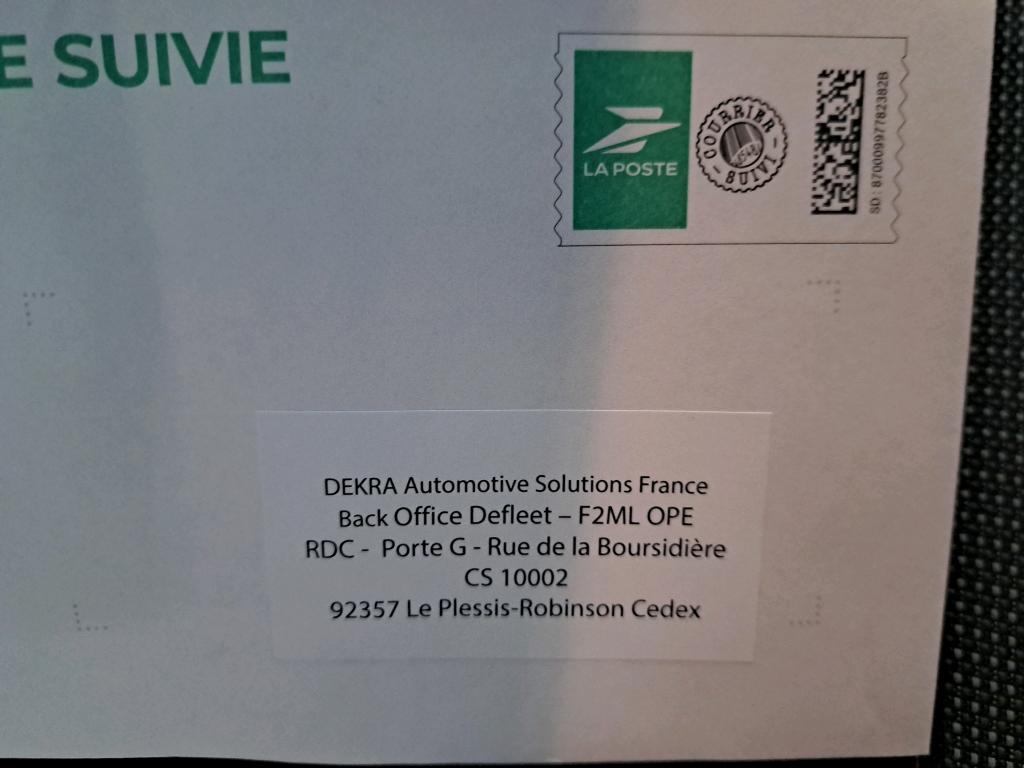 E SUIVIE
LA POSTE
COURRIER
SUIVI
SD : 87000997782382B
DEKRA Automotive Solutions France
Back Office Defleet – F2ML OPE
RDC - Porte G - Rue de la Boursidière
CS 10002
92357 Le Plessis-Robinson Cedex